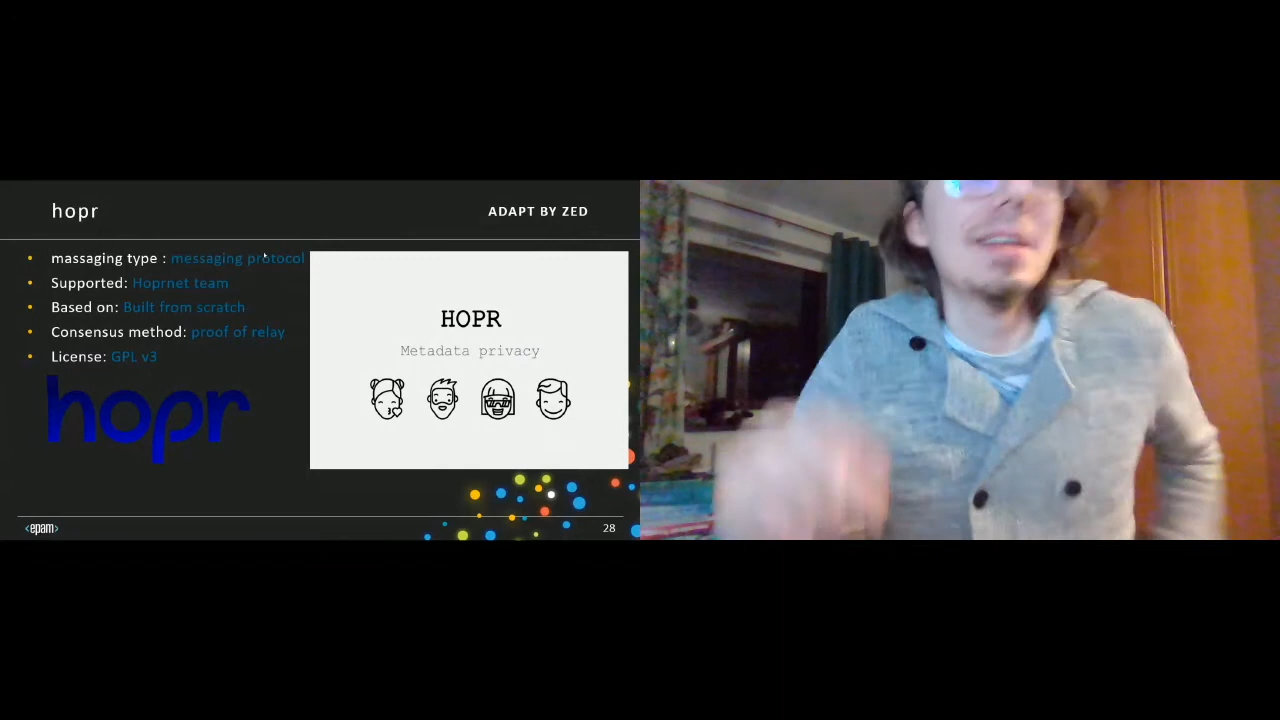 hopr
ADAPT BY ZED
massaging type : messaging protocol
Supported: Hoprnet team
Based on: Built from scratch
Consensus method: proof of relay
License: GPL v3
hopr
HOPR
Metadata privacy
<epam>
28